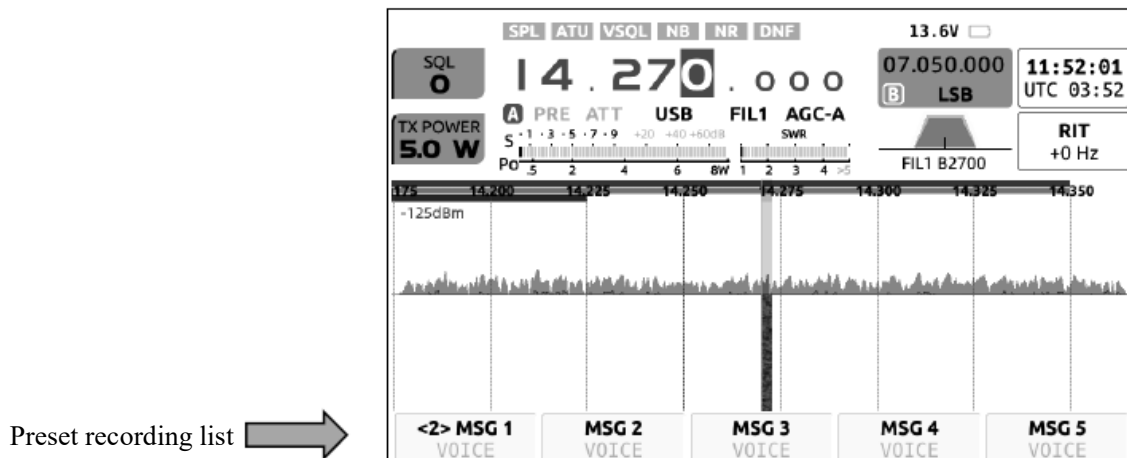 SPL ATU VSQL NB NR DNF 13.6V
SQL
0
14.270.000
07.050.000
B LSB
11:52:01
UTC 03:52
A PRE ATT USB FIL1 AGC-A
TX POWER
5.0 W
S 1 3 5 7 9 +20 +40 +60dB SWR
Po .5 2 4 6 8W 1 2 3 4 >5
FIL1 B2700
RIT
+0 Hz
175 14.200 14.225 14.250 14.275 14.300 14.325 14.350
-125dBm
Preset recording list
<2> MSG 1 MSG 2 MSG 3 MSG 4 MSG 5
VOICE VOICE VOICE VOICE VOICE